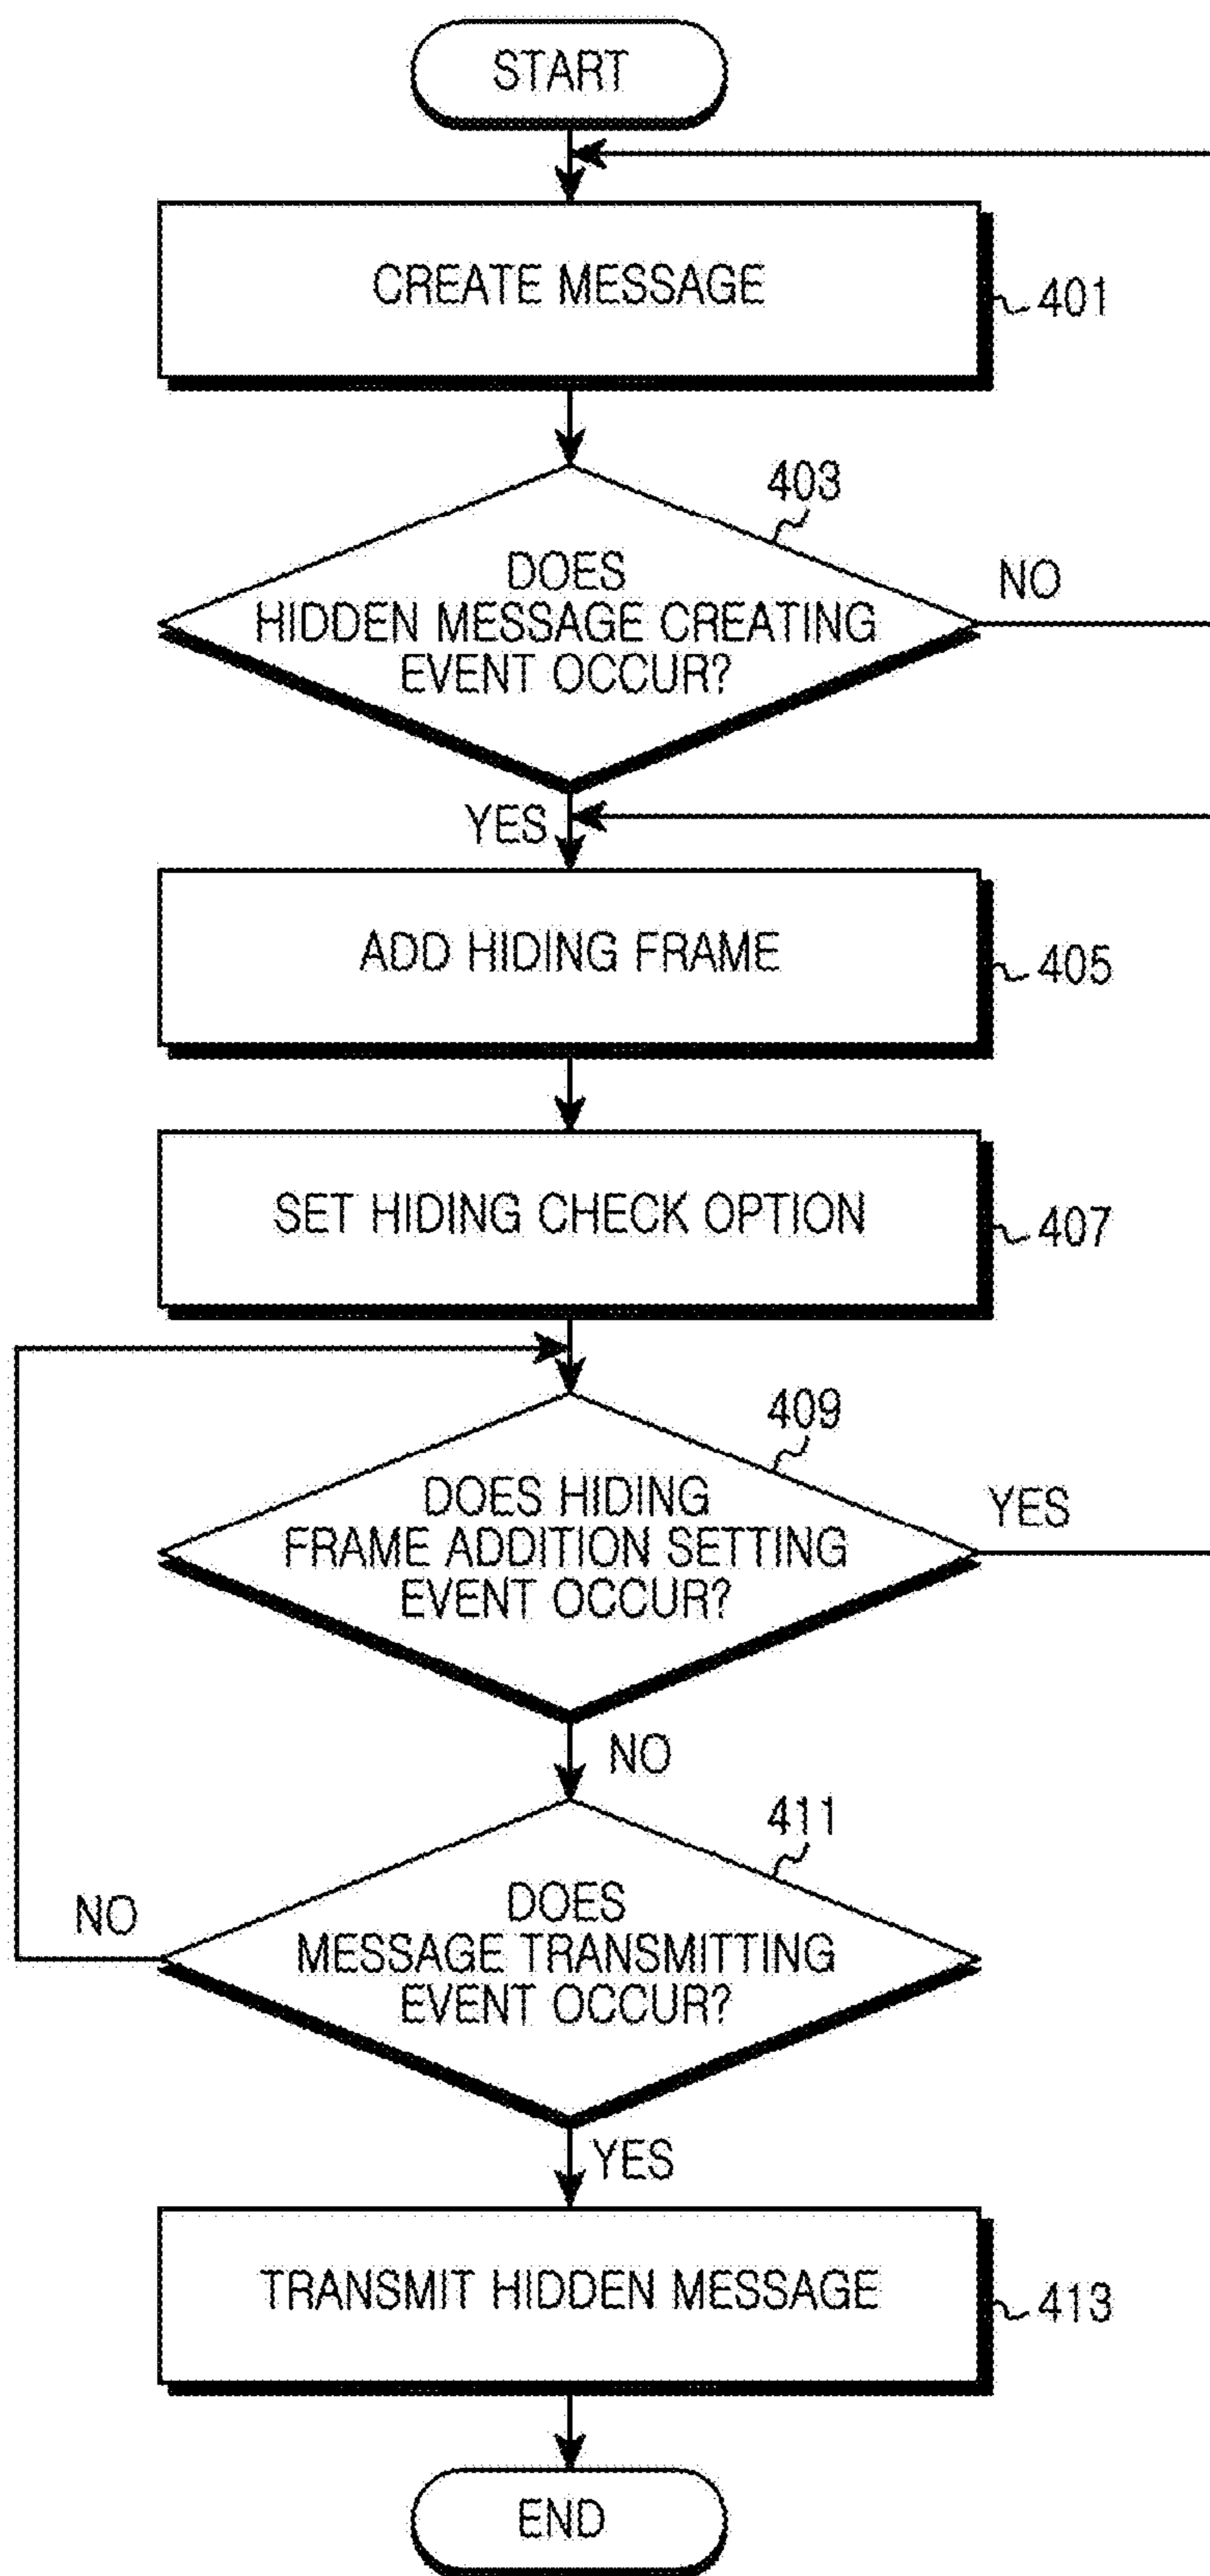 START
CREATE MESSAGE
401
403
DOES
HIDDEN MESSAGE CREATING
EVENT OCCUR?
NO
YES
ADD HIDING FRAME
405
SET HIDING CHECK OPTION
407
409
DOES HIDING
FRAME ADDITION SETTING
EVENT OCCUR?
YES
NO
411
DOES
MESSAGE TRANSMITTING
EVENT OCCUR?
NO
YES
TRANSMIT HIDDEN MESSAGE
413
END